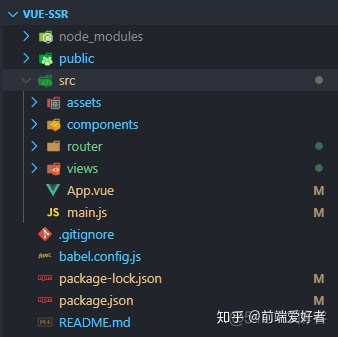 VUE-SSR
node_modules
public
src
assets
components
router
views
App.vue
M
JS main.js
M
.gitignore
babel.config.js
package-lock.json
M
package.json
M
README.md
知乎 @前端爱好者